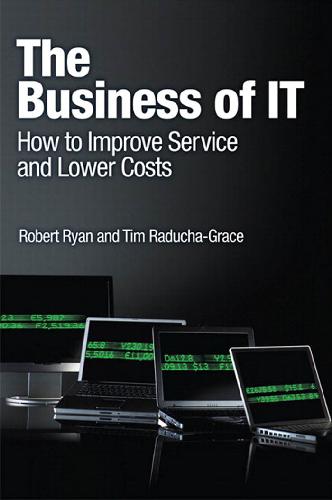 The
Business of IT
How to Improve Service
and Lower Costs
Robert Ryan and Tim Raducha-Grace